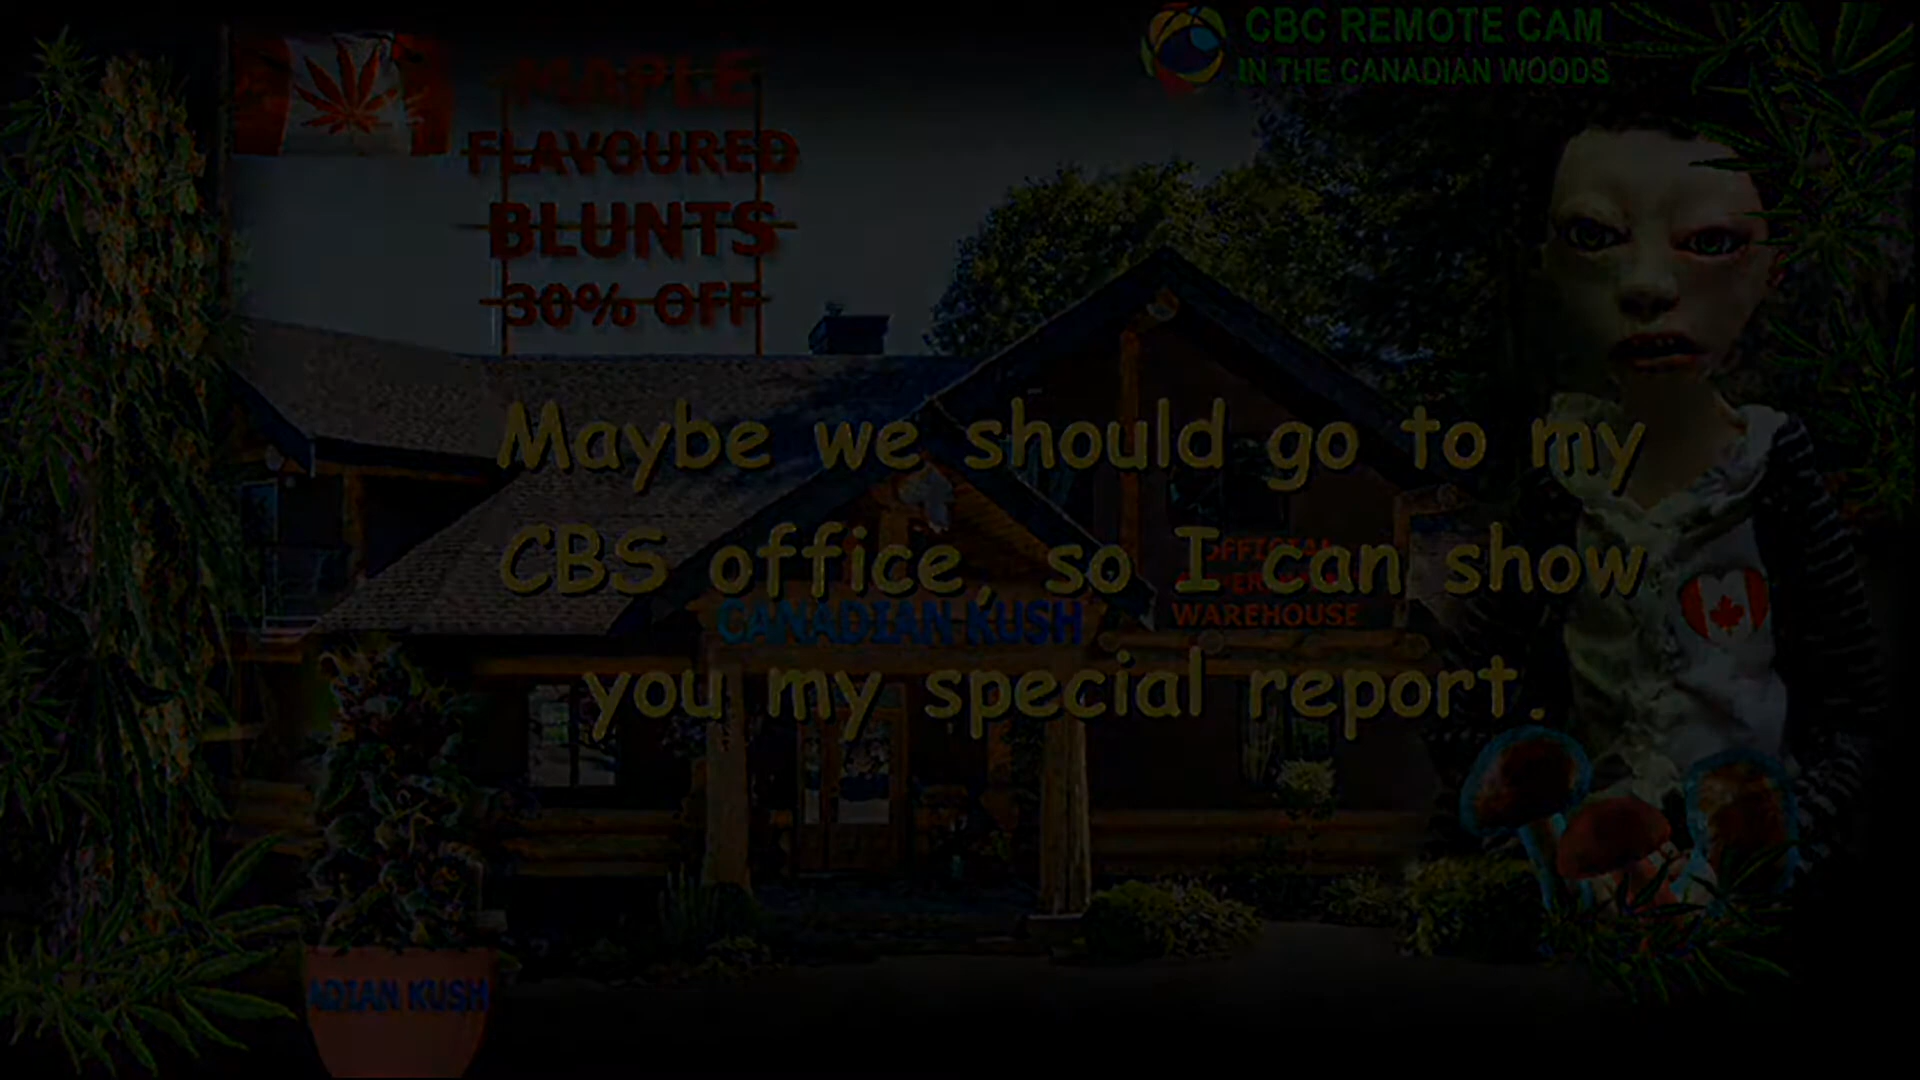 CBC REMOTE CAM
IN THE CANADIAN WOODS
MAPLE
FLAVOURED
BLUNTS
30% OFF
Maybe we should go to my
CBS office, so I can show
you my special report.
OFFICIAL
WAREHOUSE
CANADIAN KUSH
ADIAN KUSH